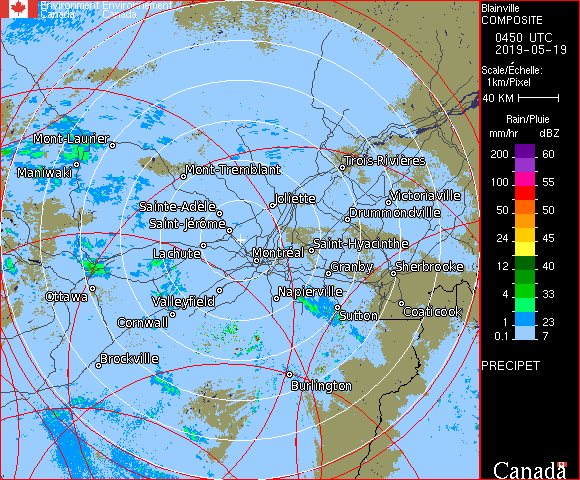 Environment Environnement
Canada Canada
Blainville
COMPOSITE
0450 UTC
2019-05-19
Scale/Échelle:
1km/Pixel
40 KM
Rain/Pluie
mm/hr dBZ
200 60
100 55
50 50
24 45
12 40
4 33
1 23
0.1 7
PRECIPET
Canada
Mont-Laurier
Maniwaki
Mont-Tremblant
Trois-Rivières
Joliette
Victoriaville
Sainte-Adèle
Drummondville
Saint-Jérôme
Lachute
Montréal
Saint-Hyacinthe
Granby
Sherbrooke
Ottawa
Valleyfield
Napierville
Cornwall
Sutton
Coaticook
Brockville
Burlington